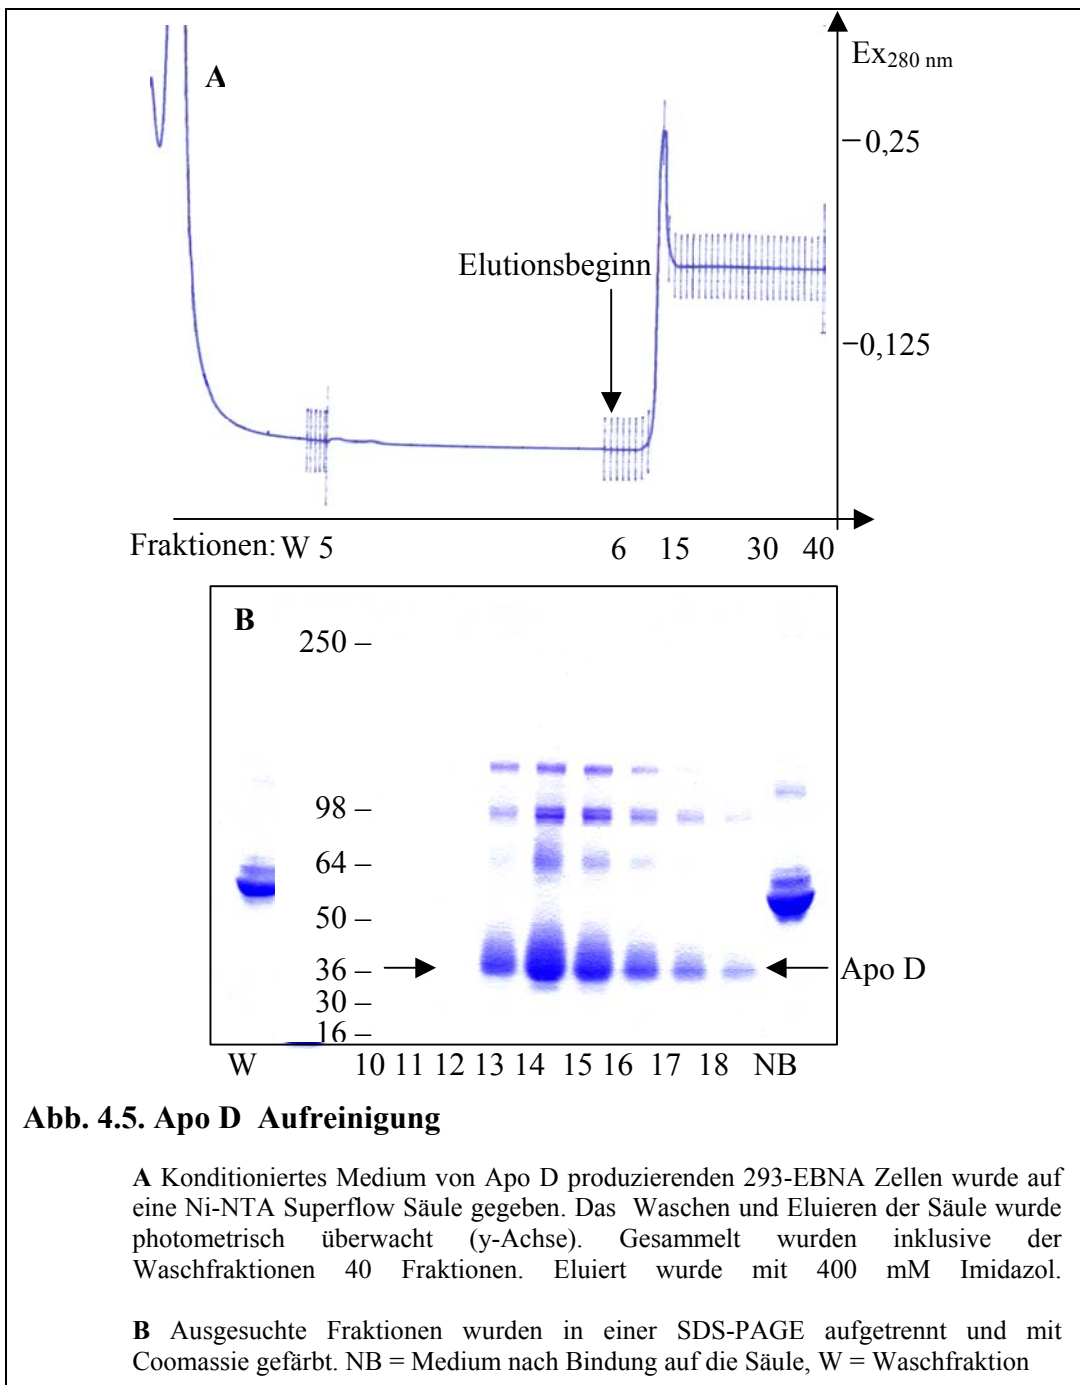 A
Ex280 nm
–0,25
Elutionsbeginn
–0,125
Fraktionen: W 5 6 15 30 40
B
250 –
98 –
64 –
50 –
36 –
Apo D
30 –
16 –
W 10 11 12 13 14 15 16 17 18 NB
Abb. 4.5. Apo D Aufreinigung
A Konditioniertes Medium von Apo D produzierenden 293-EBNA Zellen wurde auf
eine Ni-NTA Superflow Säule gegeben. Das Waschen und Eluieren der Säule wurde
photometrisch überwacht (y-Achse). Gesammelt wurden inklusive der
Waschfraktionen 40 Fraktionen. Eluiert wurde mit 400 mM Imidazol.
B Ausgesuchte Fraktionen wurden in einer SDS-PAGE aufgetrennt und mit
Coomassie gefärbt. NB = Medium nach Bindung auf die Säule, W = Waschfraktion